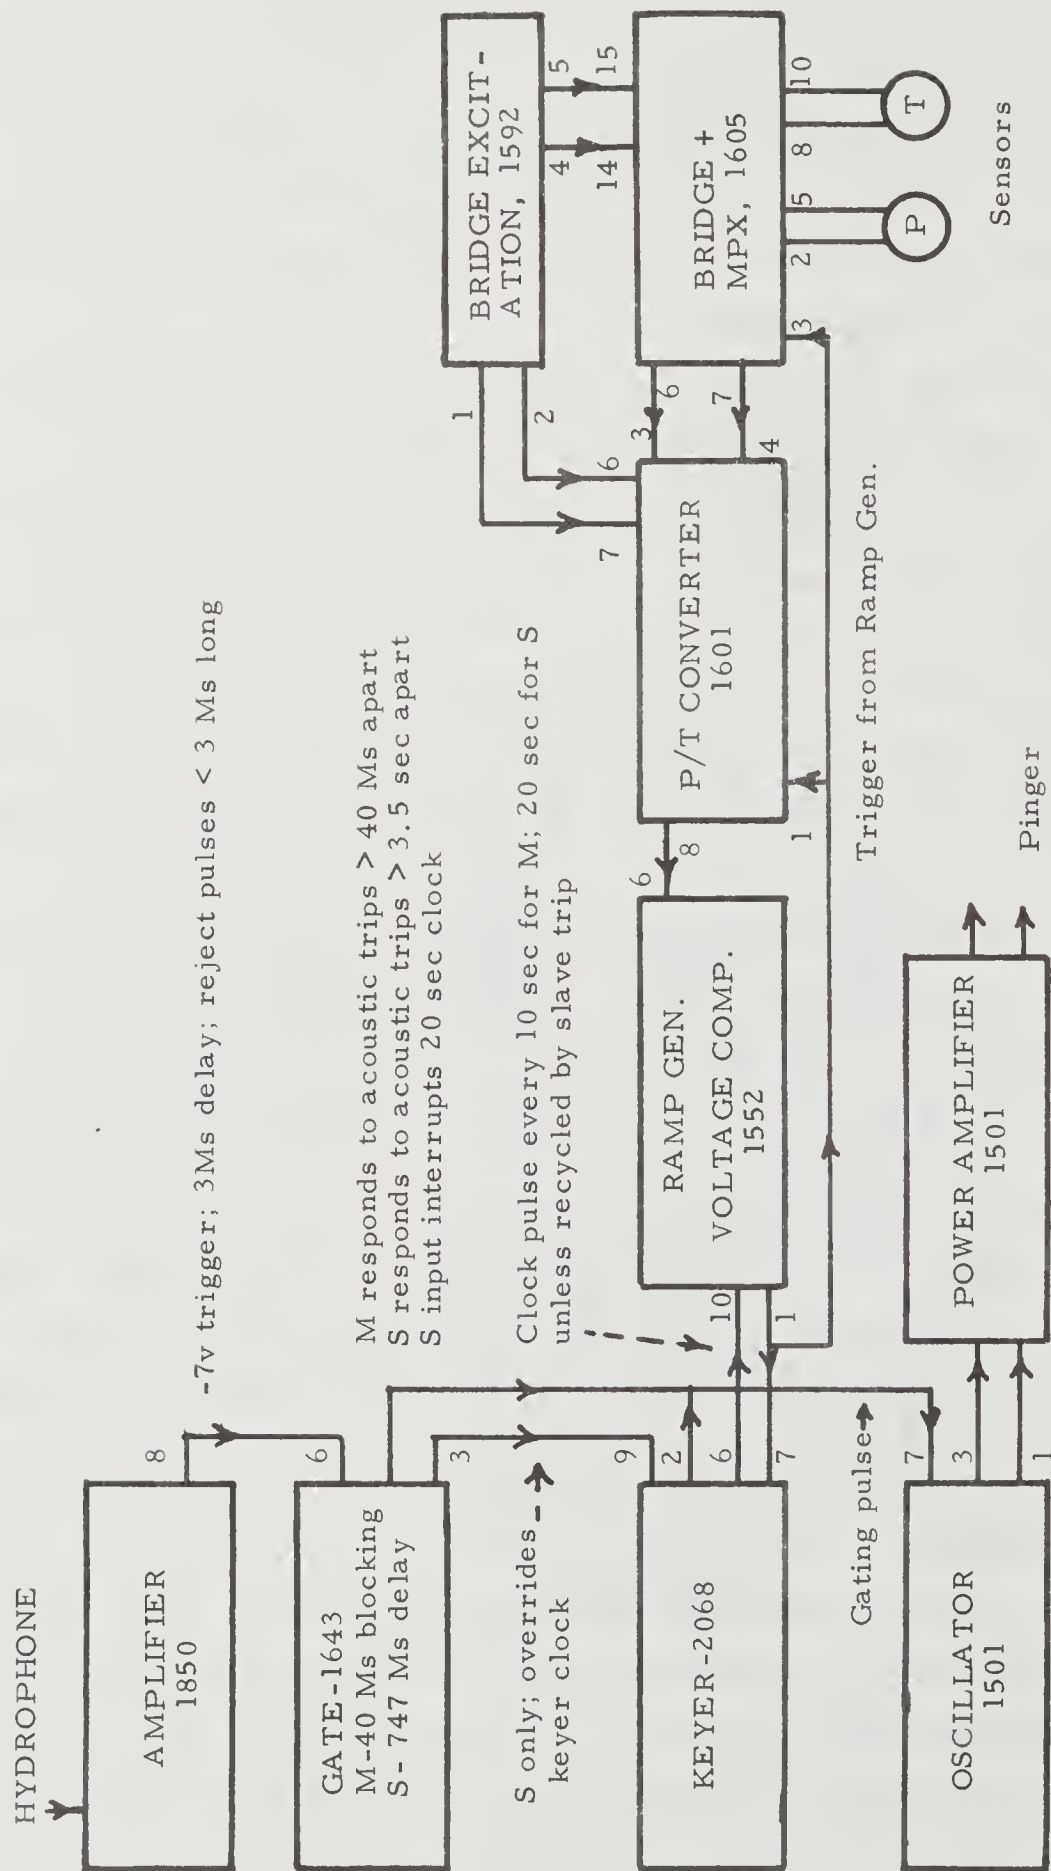 HYDROPHONE
AMPLIFIER
1850
8
-7v trigger; 3Ms delay; reject pulses < 3 Ms long
GATE-1643
M-40 Ms blocking
S- 747 Ms delay
6
3
M responds to acoustic trips > 40 Ms apart
S responds to acoustic trips > 3.5 sec apart
S input interrupts 20 sec clock
S only; overrides
keyer clock
Clock pulse every 10 sec for M; 20 sec for S
unless recycled by slave trip
BRIDGE EXCIT-
ATION, 1592
1
2
4
5
KEYER-2068
9
2
6
7
10
1
RAMP GEN.
VOLTAGE COMP.
1552
6
8
P/T CONVERTER
1601
7
6
3
4
1
BRIDGE +
MPX, 1605
14
15
6
7
3
2
5
8
10
P
T
Sensors
Trigger from Ramp Gen.
Gating pulse
OSCILLATOR
1501
7
3
1
POWER AMPLIFIER
1501
Pinger